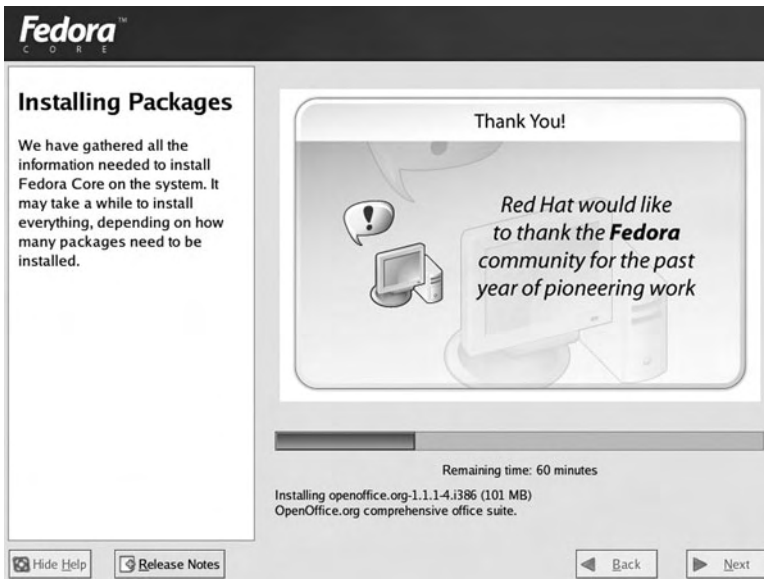 Fedora™
CORE
Installing Packages
We have gathered all the
information needed to install
Fedora Core on the system. It
may take a while to install
everything, depending on how
many packages need to be
installed.
Thank You!
Red Hat would like
to thank the Fedora
community for the past
year of pioneering work
Remaining time: 60 minutes
Installing openoffice.org-1.1.1-4.i386 (101 MB)
OpenOffice.org comprehensive office suite.
Hide Help
Release Notes
Back
Next